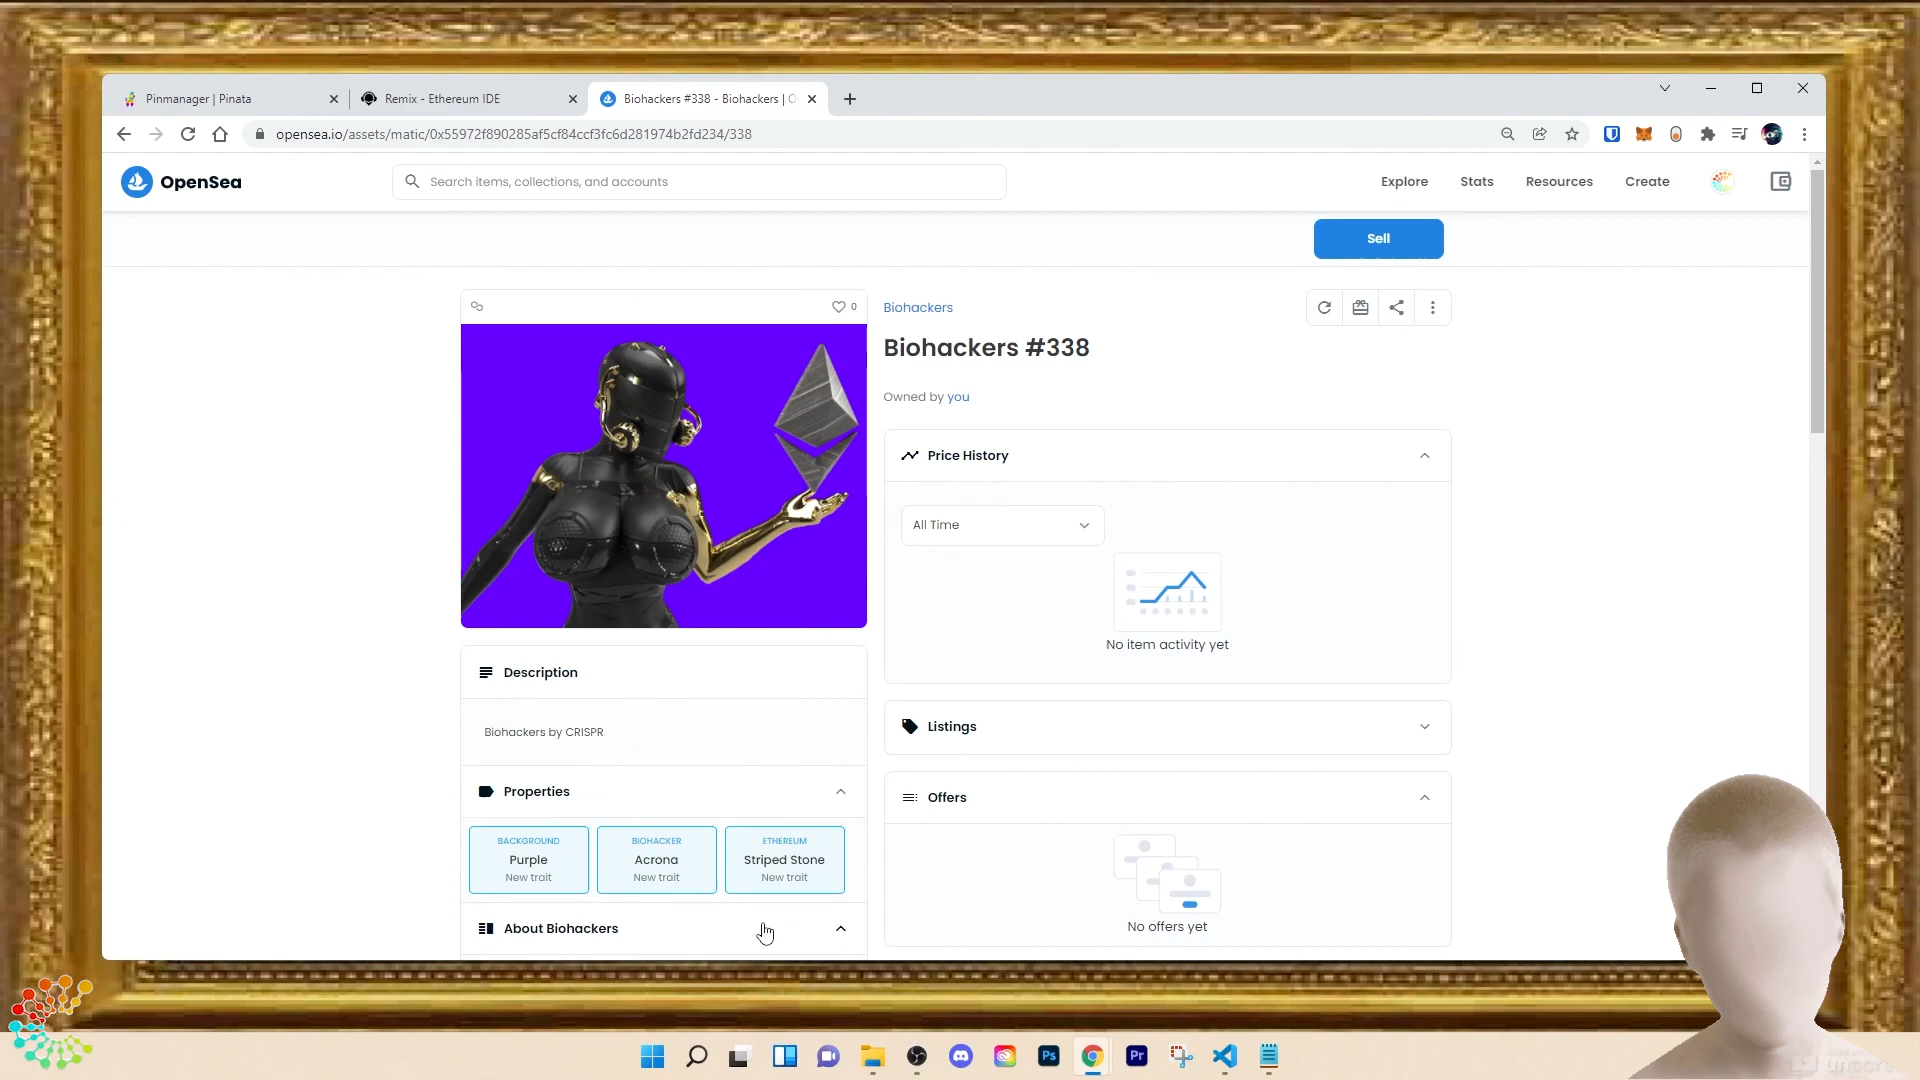 Pinmanager | Pinata
Remix - Ethereum IDE
Biohackers #338 - Biohackers | O
opensea.io/assets/matic/0x55972f890285af5cf84ccf3fc6d281974b2fd234/338
OpenSea
Search items, collections, and accounts
Explore
Stats
Resources
Create
Sell
0
Biohackers
Biohackers #338
Owned by you
Price History
All Time
No item activity yet
Description
Biohackers by CRISPR
Listings
Properties
Offers
BACKGROUND
Purple
New trait
BIOHACKER
Acrona
New trait
ETHEREUM
Striped Stone
New trait
No offers yet
About Biohackers
Ps
Pr